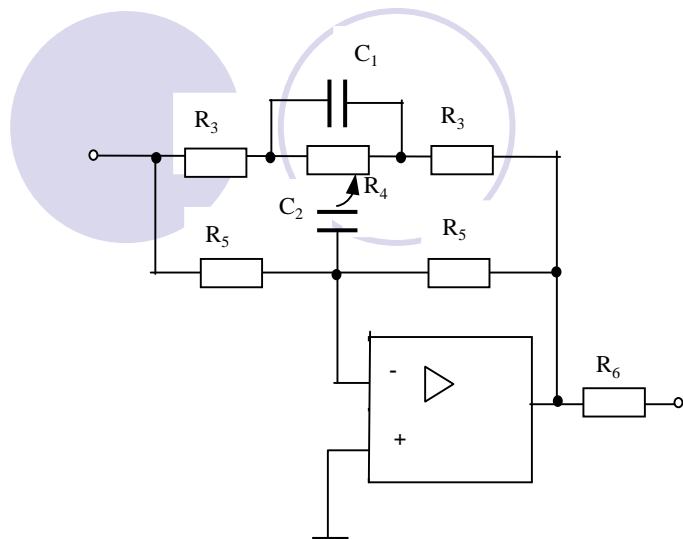 C₁
R₃
R₃
R₄
C₂
R₅
R₅
-
+
R₆